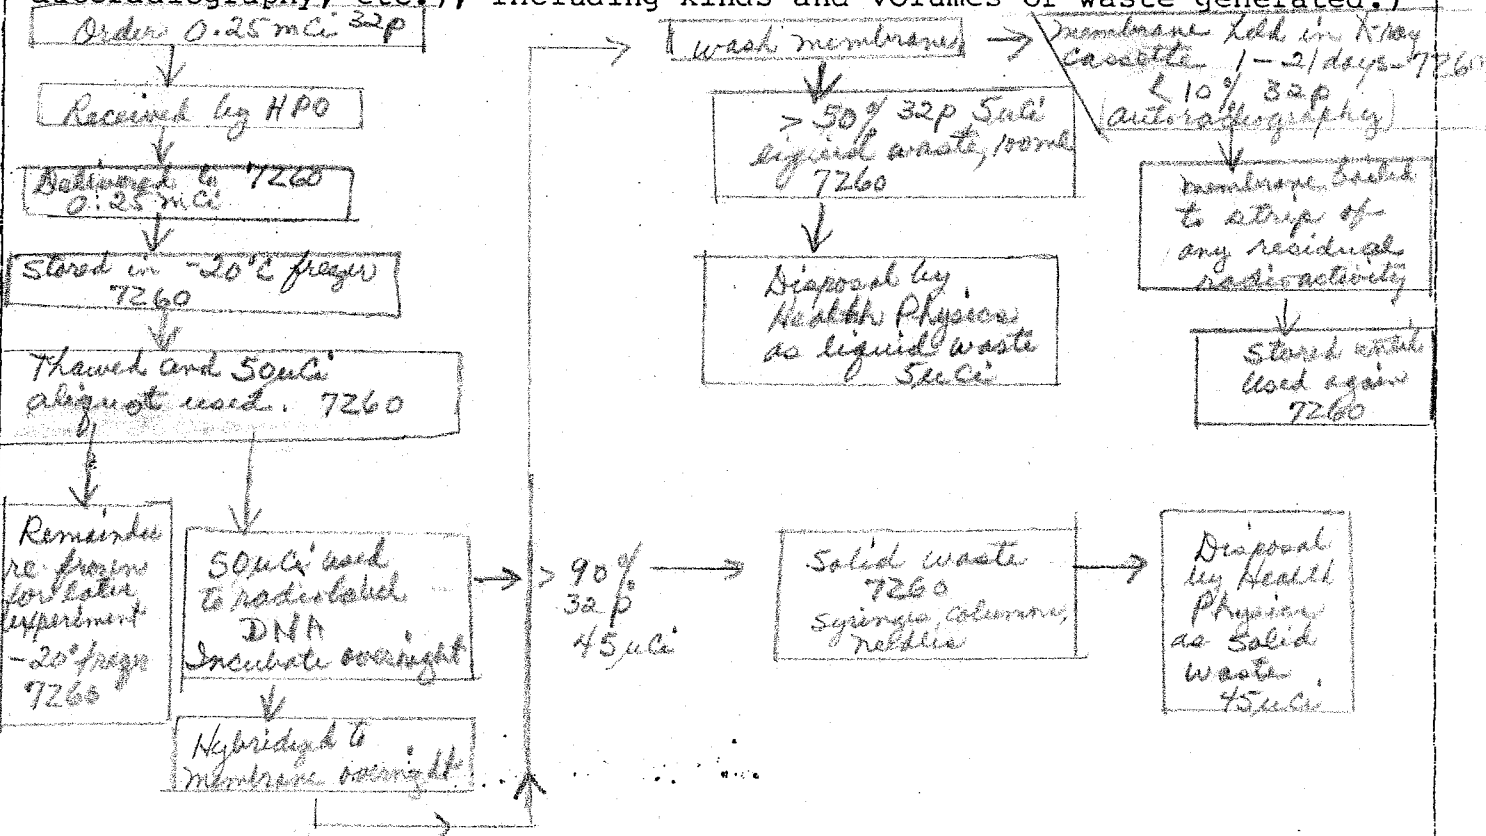 autoradiography, etc.), including kinds and volumes of waste generated.)
Order 0.25 mCi 32p
Received by HPO
Delivered to 7260
0.25 mCi
Stored in -20°C frezer
7260
Thawed and 50uCi
aliquot used. 7260
Remainder
re-frozen
for later
experiment
-20° frezer
7260
50uCi used
to radiolabel
DNA
Incubate overnight
Hybridized to
membrane overnight
> 90%
32p
45uCi
Solid waste
7260
Syringes, columns,
needles
Disposal
by Health
Physics
as solid
waste
45uCi
wash membranes
> 50% 32p 5uCi
liquid waste, 100ml
7260
Disposal by
Health Physics
as liquid waste
5uCi
membrane held in X-ray
cassette 1-21days-7260
10% 32p
(autoradiography)
membrane boiled
to strip of
any residual
radioactivity
Stored until
used again
7260